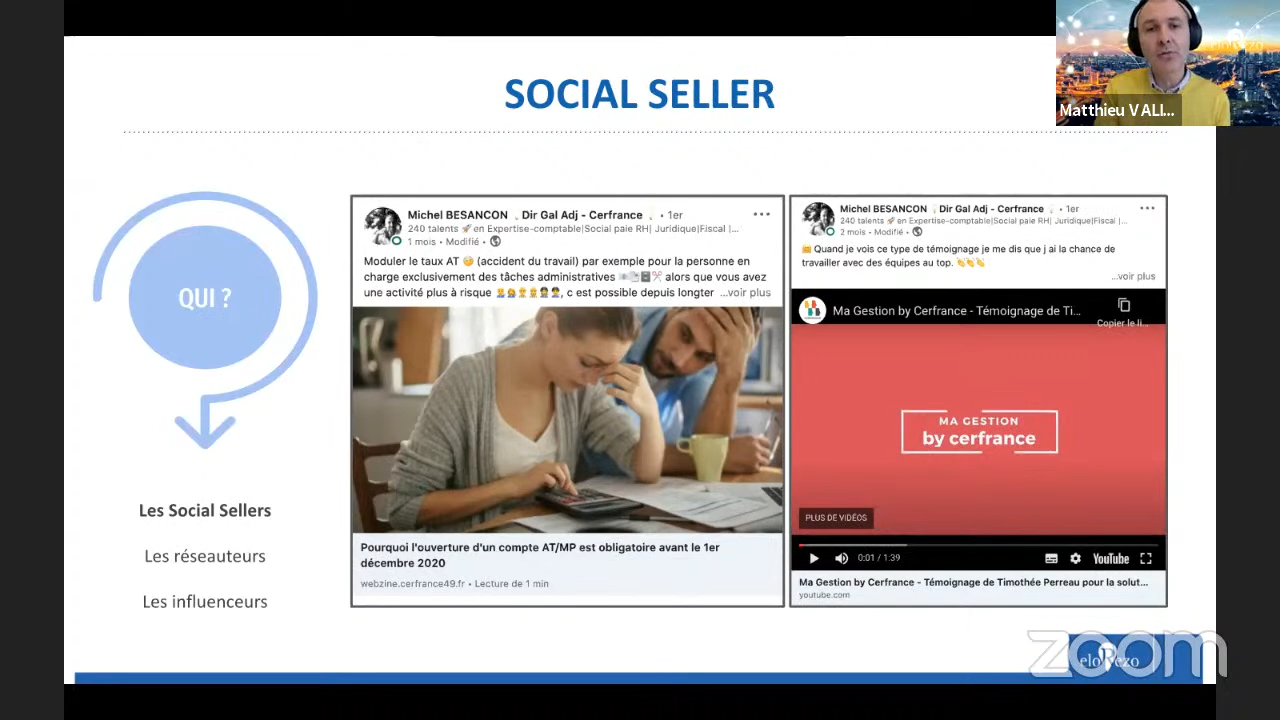 SOCIAL SELLER
Matthieu V ALI...
QUI ?
Les Social Sellers
Les réseauteurs
Les influenceurs
Michel BESANCON 💡 Dir Gal Adj - Cerfrance 💡 • 1er
240 talents 🚀 en Expertise-comptable|Social paie RH| Juridique|Fiscal |...
1 mois • Modifié •
Moduler le taux AT (accident du travail) par exemple pour la personne en
charge exclusivement des tâches administratives alors que vous avez
une activité plus à risque , c est possible depuis longter ...voir plus
Pourquoi l'ouverture d'un compte AT/MP est obligatoire avant le 1er
décembre 2020
webzine.cerfrance49.fr • Lecture de 1 min
Michel BESANCON 💡 Dir Gal Adj - Cerfrance 💡 • 1er
240 talents 🚀 en Expertise-comptable|Social paie RH| Juridique|Fiscal |...
2 mois • Modifié •
Quand je vois ce type de témoignage je me dis que j ai la chance de
travailler avec des équipes au top. 👏👏👏
...voir plus
Ma Gestion by Cerfrance - Témoignage de Ti...
Copier le li...
MA GESTION
by cerfrance
PLUS DE VIDÉOS
0:01 / 1:39
YouTube
Ma Gestion by Cerfrance - Témoignage de Timothée Perreau pour la solut...
youtube.com
zoom
eloRezo